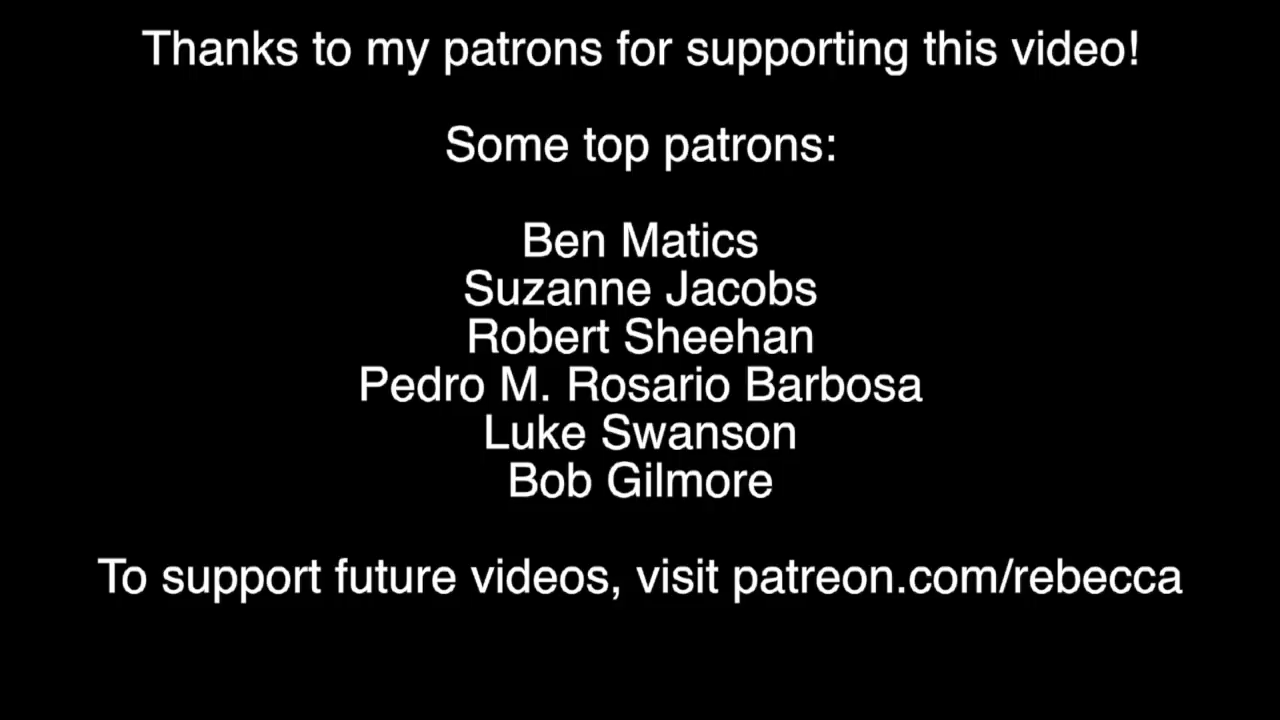 Thanks to my patrons for supporting this video!
Some top patrons:
Ben Matics
Suzanne Jacobs
Robert Sheehan
Pedro M. Rosario Barbosa
Luke Swanson
Bob Gilmore
To support future videos, visit patreon.com/rebecca